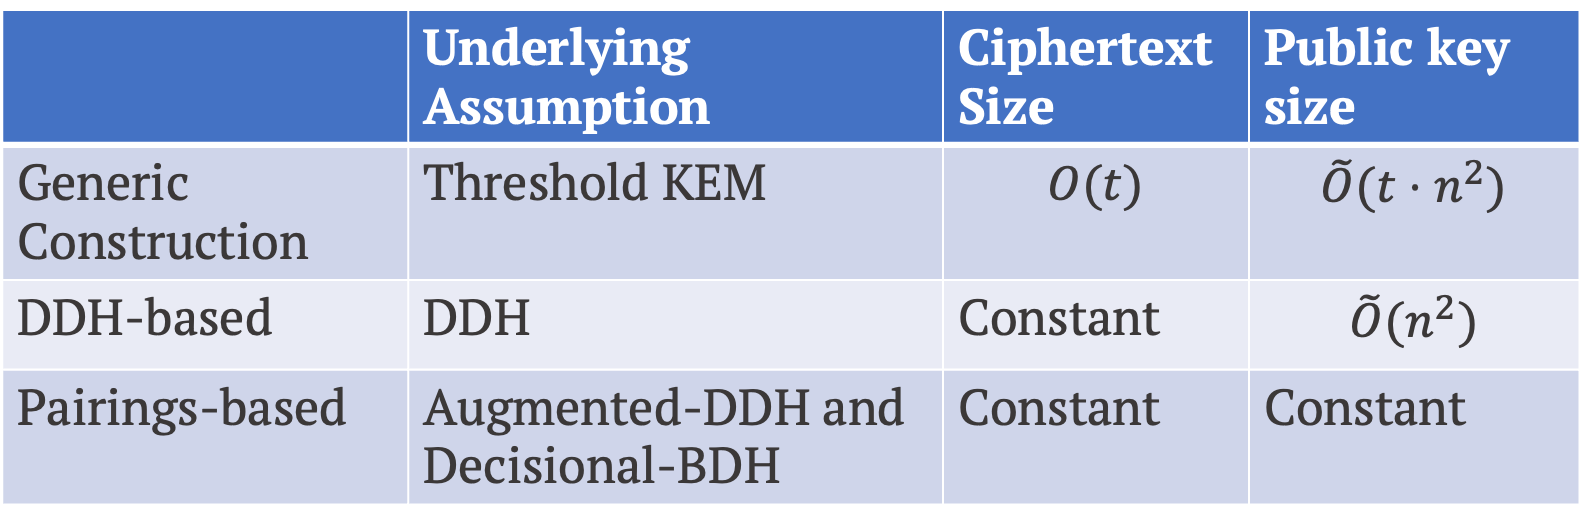 Underlying Assumption
Ciphertext Size
Public key size
Generic Construction
Threshold KEM
𝑂(𝑡)
Õ(𝑡 · 𝑛²)
DDH-based
DDH
Constant
Õ(𝑛²)
Pairings-based
Augmented-DDH and Decisional-BDH
Constant
Constant